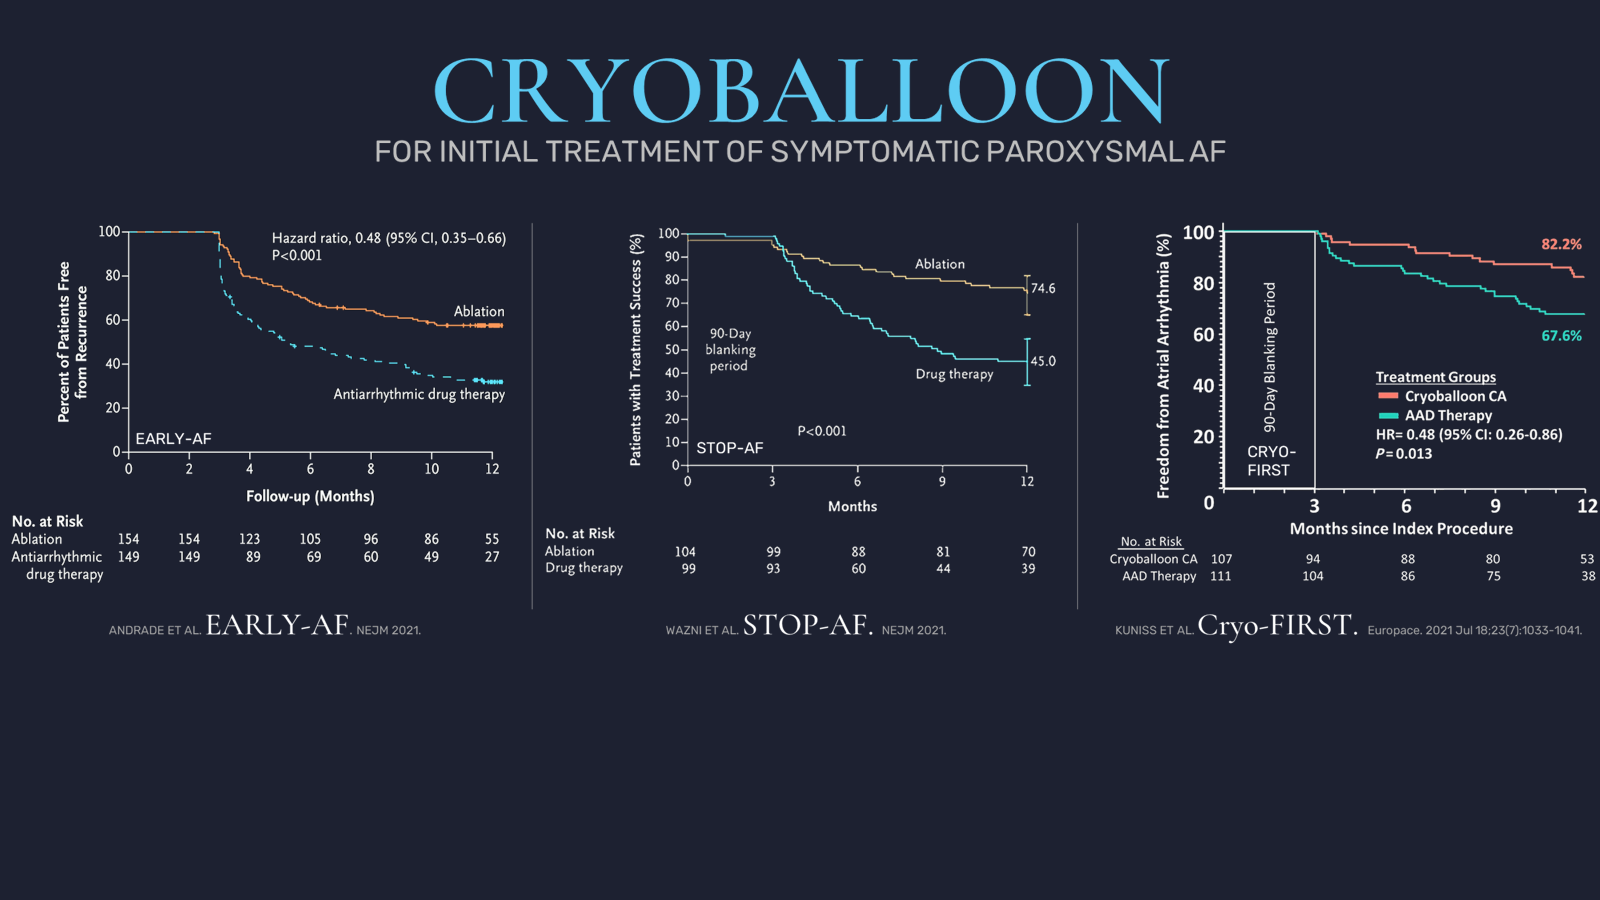 CRYOBALLOON
FOR INITIAL TREATMENT OF SYMPTOMATIC PAROXYSMAL AF
Percent of Patients Free
from Recurrence
100
80
60
40
20
0
Hazard ratio, 0.48 (95% CI, 0.35–0.66)
P<0.001
Ablation
Antiarrhythmic drug therapy
EARLY-AF
0 2 4 6 8 10 12
Follow-up (Months)
No. at Risk
Ablation 154 154 123 105 96 86 55
Antiarrhythmic 149 149 89 69 60 49 27
drug therapy
ANDRADE ET AL. EARLY-AF. NEJM 2021.
Patients with Treatment Success (%)
100
90
80
70
60
50
40
30
20
10
0
Ablation
74.6
90-Day
blanking
period
45.0
Drug therapy
P<0.001
STOP-AF
0 3 6 9 12
Months
No. at Risk
Ablation 104 99 88 81 70
Drug therapy 99 93 60 44 39
WAZNI ET AL. STOP-AF. NEJM 2021.
Freedom from Atrial Arrhythmia (%)
100
80
60
40
20
0
82.2%
67.6%
90-Day Blanking Period
CRYO-
FIRST
Treatment Groups
Cryoballoon CA
AAD Therapy
HR= 0.48 (95% CI: 0.26-0.86)
P = 0.013
3 6 9 12
Months since Index Procedure
No. at Risk
Cryoballoon CA 107 94 88 80 53
AAD Therapy 111 104 86 75 38
KUNISS ET AL. Cryo-FIRST. Europace. 2021 Jul 18;23(7):1033-1041.